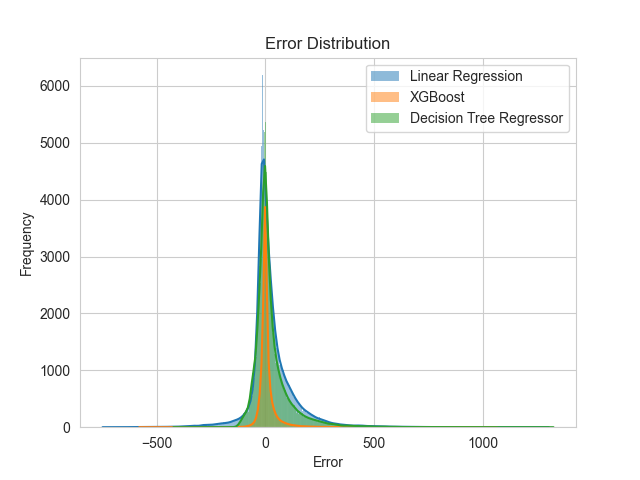 Error Distribution
Linear Regression
XGBoost
Decision Tree Regressor
Frequency
6000
5000
4000
3000
2000
1000
0
−500
0
500
1000
Error